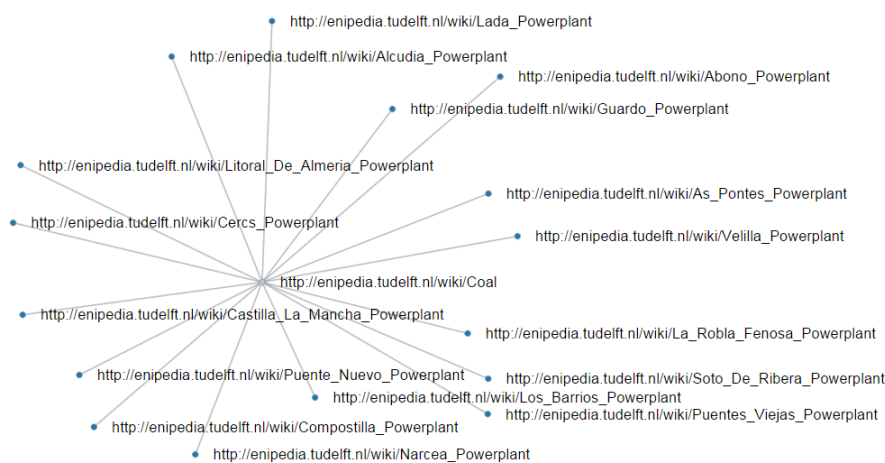 http://enipedia.tudelft.nl/wiki/Lada_Powerplant
http://enipedia.tudelft.nl/wiki/Alcudia_Powerplant
http://enipedia.tudelft.nl/wiki/Abono_Powerplant
http://enipedia.tudelft.nl/wiki/Guardo_Powerplant
http://enipedia.tudelft.nl/wiki/Litoral_De_Almeria_Powerplant
http://enipedia.tudelft.nl/wiki/As_Pontes_Powerplant
http://enipedia.tudelft.nl/wiki/Cercs_Powerplant
http://enipedia.tudelft.nl/wiki/Velilla_Powerplant
http://enipedia.tudelft.nl/wiki/Coal
http://enipedia.tudelft.nl/wiki/Castilla_La_Mancha_Powerplant
http://enipedia.tudelft.nl/wiki/La_Robla_Fenosa_Powerplant
http://enipedia.tudelft.nl/wiki/Puente_Nuevo_Powerplant
http://enipedia.tudelft.nl/wiki/Soto_De_Ribera_Powerplant
http://enipedia.tudelft.nl/wiki/Los_Barrios_Powerplant
http://enipedia.tudelft.nl/wiki/Puentes_Viejas_Powerplant
http://enipedia.tudelft.nl/wiki/Compostilla_Powerplant
http://enipedia.tudelft.nl/wiki/Narcea_Powerplant